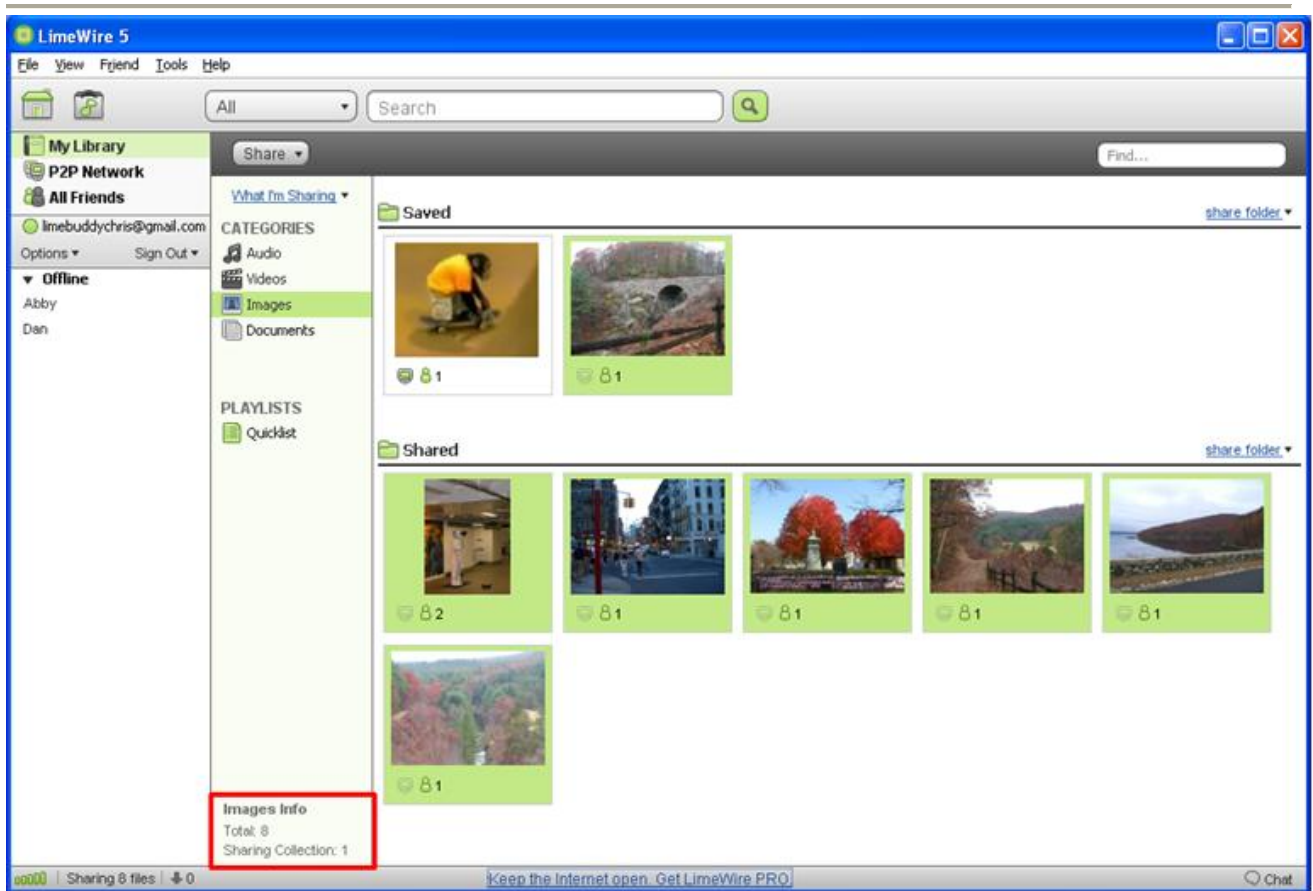 LimeWire 5
File View Friend Tools Help
All Search
My Library
P2P Network
All Friends
limebuddychris@gmail.com
Options Sign Out
Offline
Abby
Dan
Share Find...
What I'm Sharing
CATEGORIES
Audio
Videos
Images
Documents
PLAYLISTS
Quicklist
Images Info
Total: 8
Sharing Collection: 1
Saved share folder
1 1
Shared share folder
2 1 1 1 1
1
Sharing 8 files 0 Keep the Internet open. Get LimeWire PRO. Chat